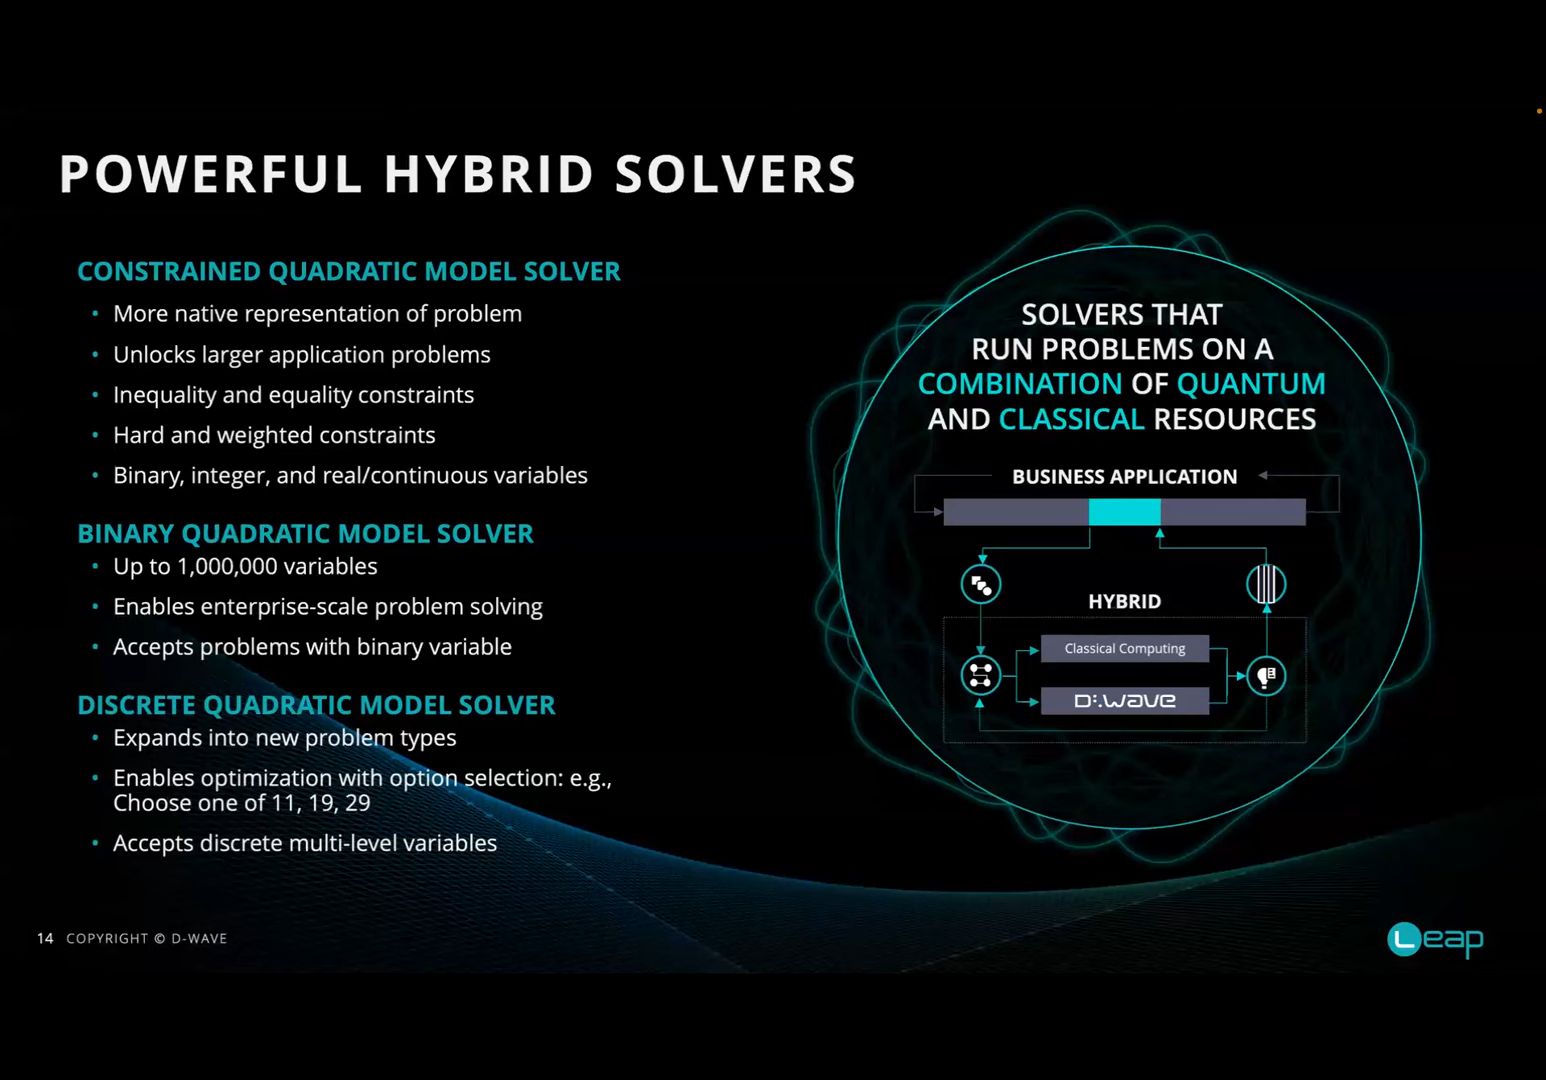 POWERFUL HYBRID SOLVERS
CONSTRAINED QUADRATIC MODEL SOLVER
• More native representation of problem
• Unlocks larger application problems
• Inequality and equality constraints
• Hard and weighted constraints
• Binary, integer, and real/continuous variables
BINARY QUADRATIC MODEL SOLVER
• Up to 1,000,000 variables
• Enables enterprise-scale problem solving
• Accepts problems with binary variable
DISCRETE QUADRATIC MODEL SOLVER
• Expands into new problem types
• Enables optimization with option selection: e.g.,
Choose one of 11, 19, 29
• Accepts discrete multi-level variables
SOLVERS THAT
RUN PROBLEMS ON A
COMBINATION OF QUANTUM
AND CLASSICAL RESOURCES
BUSINESS APPLICATION
HYBRID
Classical Computing
D:wave
14 COPYRIGHT © D-WAVE
Leap